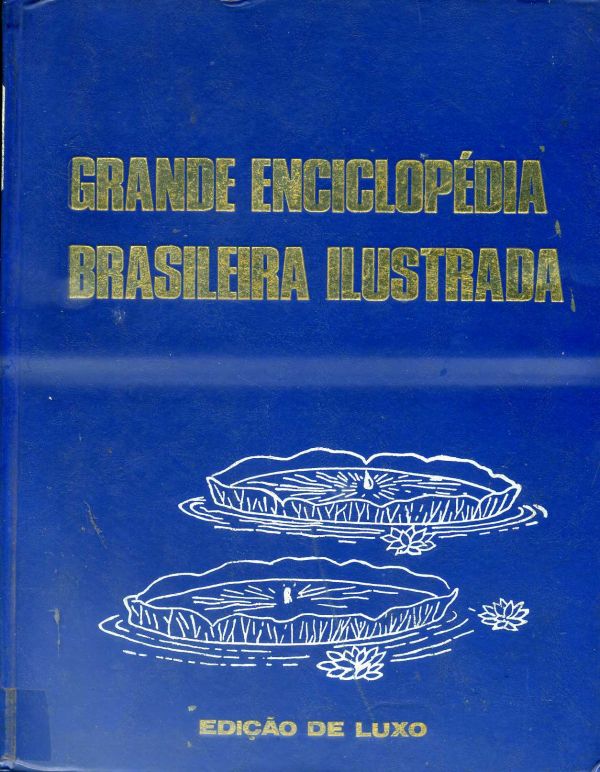 GRANDE ENCICLOPÉDIA
BRASILEIRA ILUSTRADA
EDIÇÃO DE LUXO